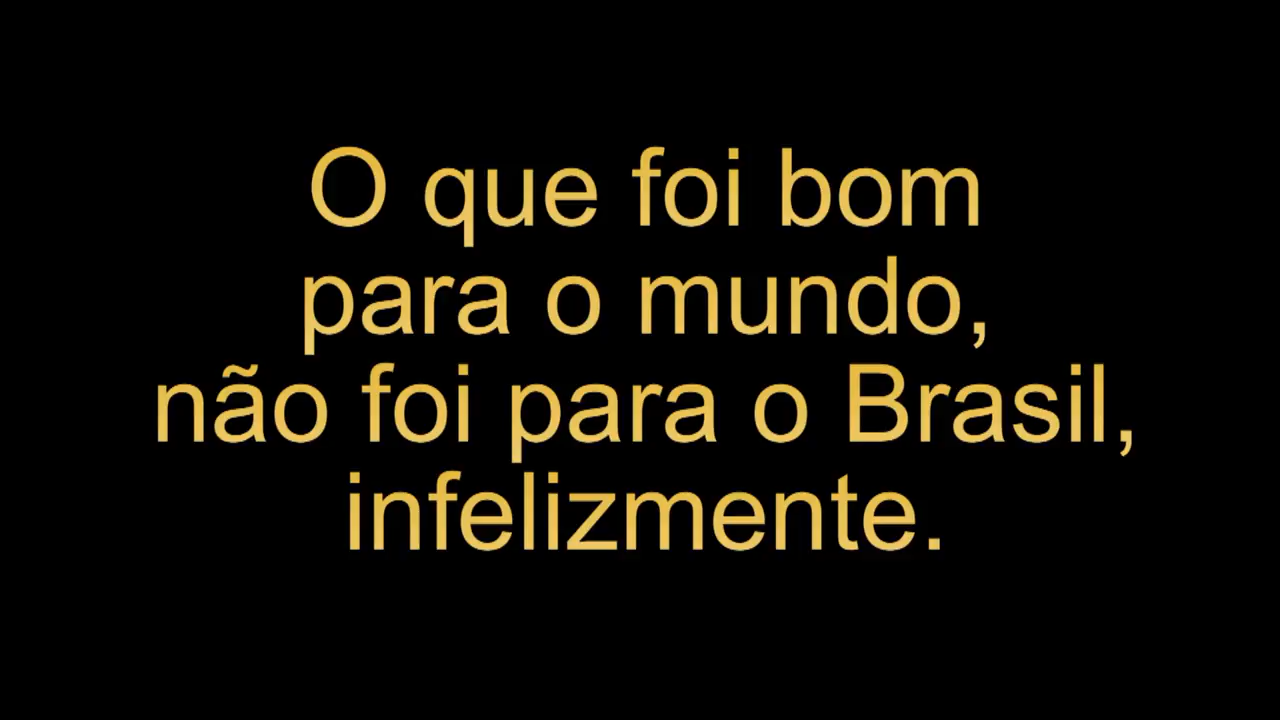 O que foi bom
para o mundo,
não foi para o Brasil,
infelizmente.